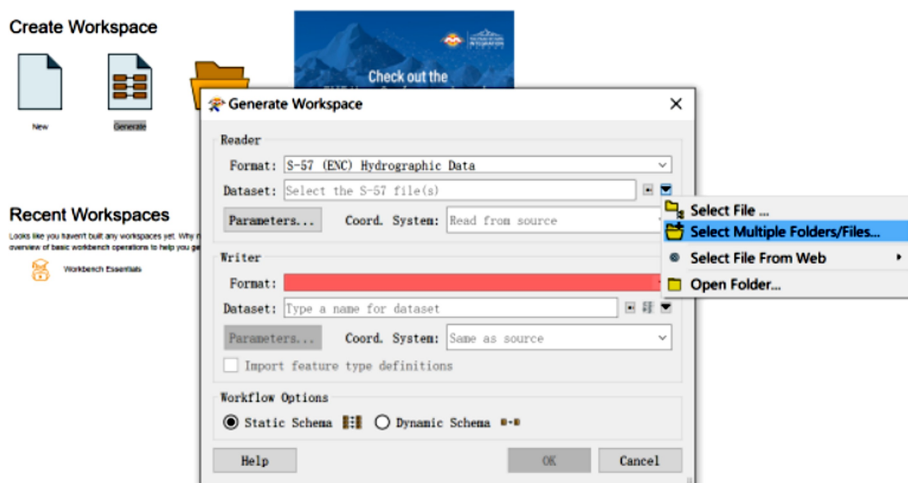 Create Workspace
Check out the
New
Generate
Generate Workspace
Reader
Format: S-57 (ENC) Hydrographic Data
Dataset: Select the S-57 file(s)
Parameters... Coord. System: Read from source
Select File ...
Select Multiple Folders/Files...
Select File From Web
Open Folder...
Recent Workspaces
Looks like you haven't built any workspaces yet. Why
overview of basic workbench operations to help you ge
Workbench Essentials
Writer
Format:
Dataset: Type a name for dataset
Parameters... Coord. System: Same as source
Import feature type definitions
Workflow Options
Static Schema Dynamic Schema
Help OK Cancel